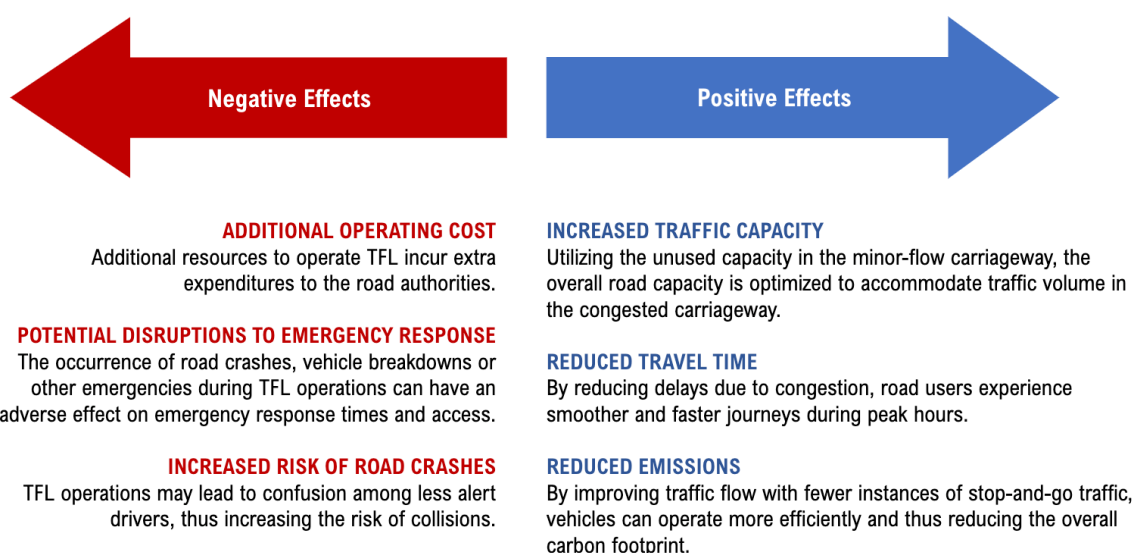 Negative Effects
Positive Effects
ADDITIONAL OPERATING COST
Additional resources to operate TFL incur extra
expenditures to the road authorities.
POTENTIAL DISRUPTIONS TO EMERGENCY RESPONSE
The occurrence of road crashes, vehicle breakdowns or
other emergencies during TFL operations can have an
adverse effect on emergency response times and access.
INCREASED RISK OF ROAD CRASHES
TFL operations may lead to confusion among less alert
drivers, thus increasing the risk of collisions.
INCREASED TRAFFIC CAPACITY
Utilizing the unused capacity in the minor-flow carriageway, the
overall road capacity is optimized to accommodate traffic volume in
the congested carriageway.
REDUCED TRAVEL TIME
By reducing delays due to congestion, road users experience
smoother and faster journeys during peak hours.
REDUCED EMISSIONS
By improving traffic flow with fewer instances of stop-and-go traffic,
vehicles can operate more efficiently and thus reducing the overall
carbon footprint.